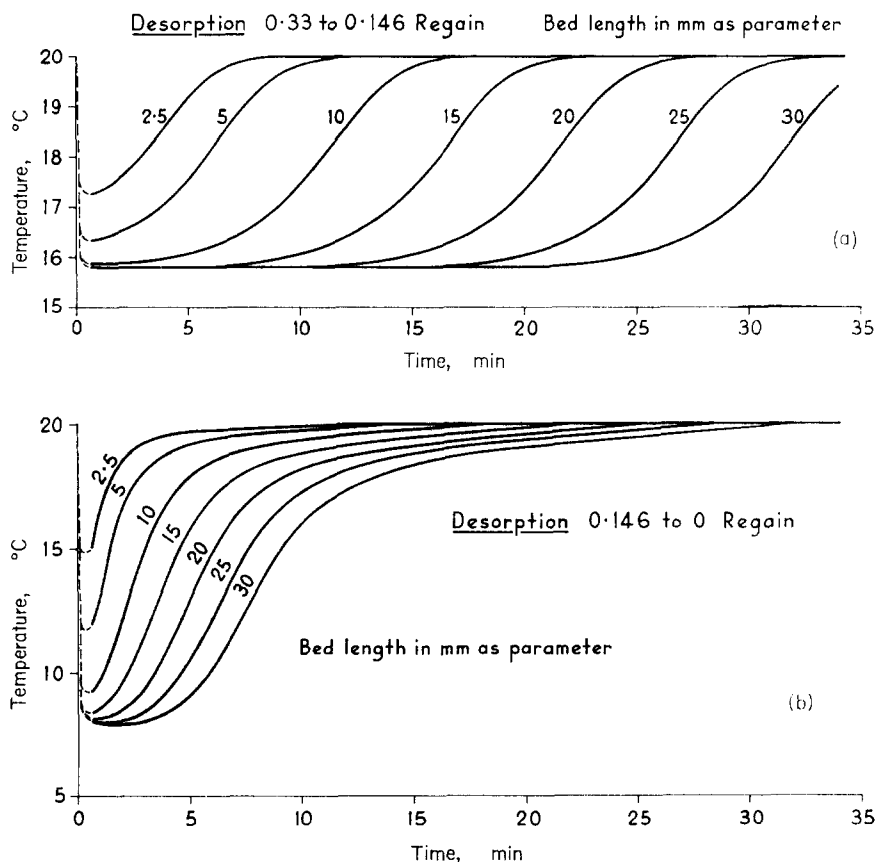 Desorption 0·33 to 0·146 Regain Bed length in mm as parameter
20
19
18
17
16
15
Temperature, °C
2·5
5
10
15
20
25
30
(a)
0 5 10 15 20 25 30 35
Time, min
20
15
10
5
Temperature, °C
2·5
5
10
15
20
25
30
Desorption 0·146 to 0 Regain
Bed length in mm as parameter
(b)
0 5 10 15 20 25 30 35
Time, min